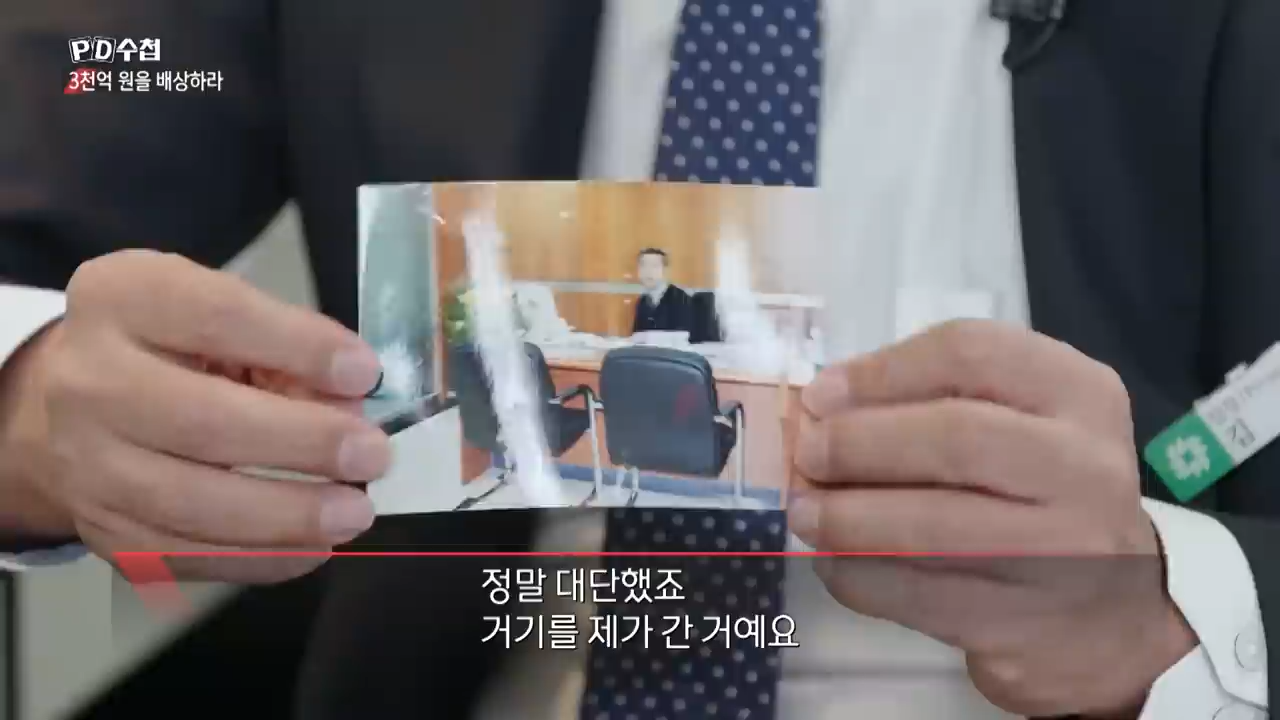 PD수첩
3천억 원을 배상하라
김
정말 대단했죠
거기를 제가 간 거예요